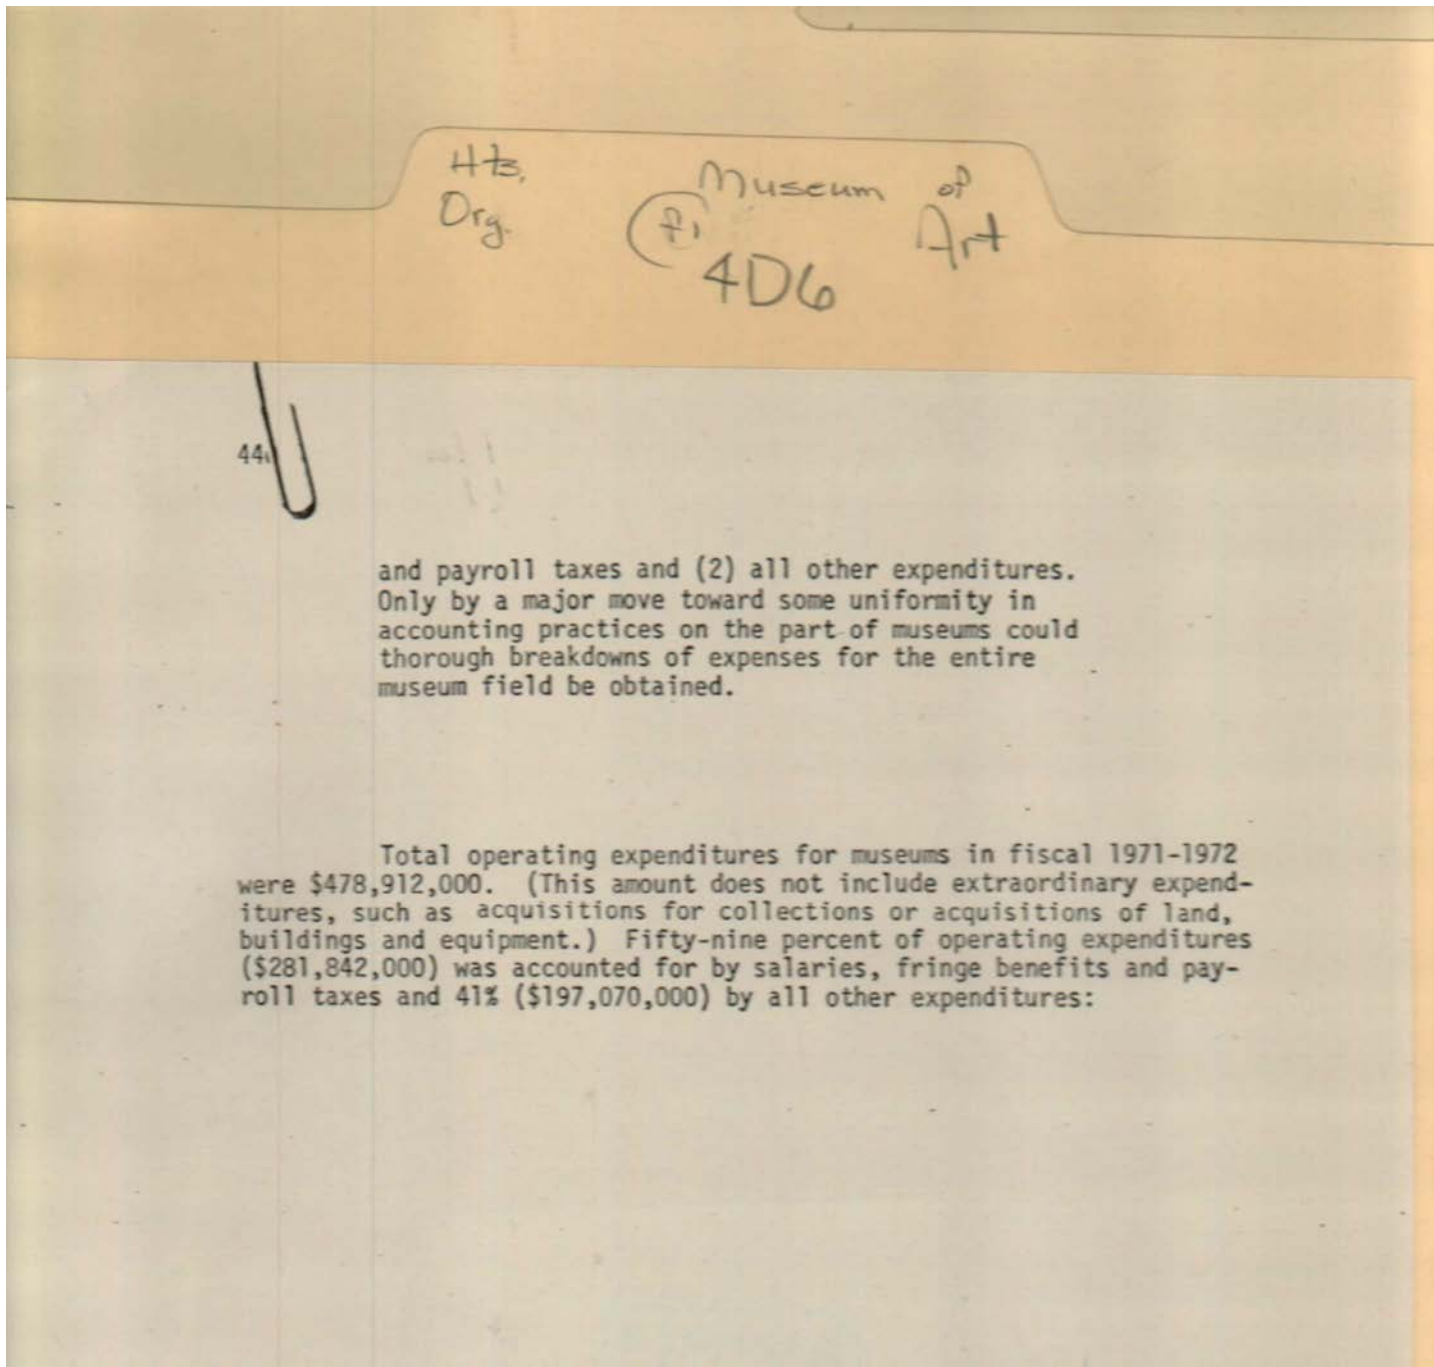 Hts. Museum of
Org. Art
4D6
44
and payroll taxes and (2) all other expenditures.
Only by a major move toward some uniformity in
accounting practices on the part of museums could
thorough breakdowns of expenses for the entire
museum field be obtained.
Total operating expenditures for museums in fiscal 1971-1972
were $478,912,000. (This amount does not include extraordinary expend-
itures, such as acquisitions for collections or acquisitions of land,
buildings and equipment.) Fifty-nine percent of operating expenditures
($281,842,000) was accounted for by salaries, fringe benefits and pay-
roll taxes and 41% ($197,070,000) by all other expenditures: